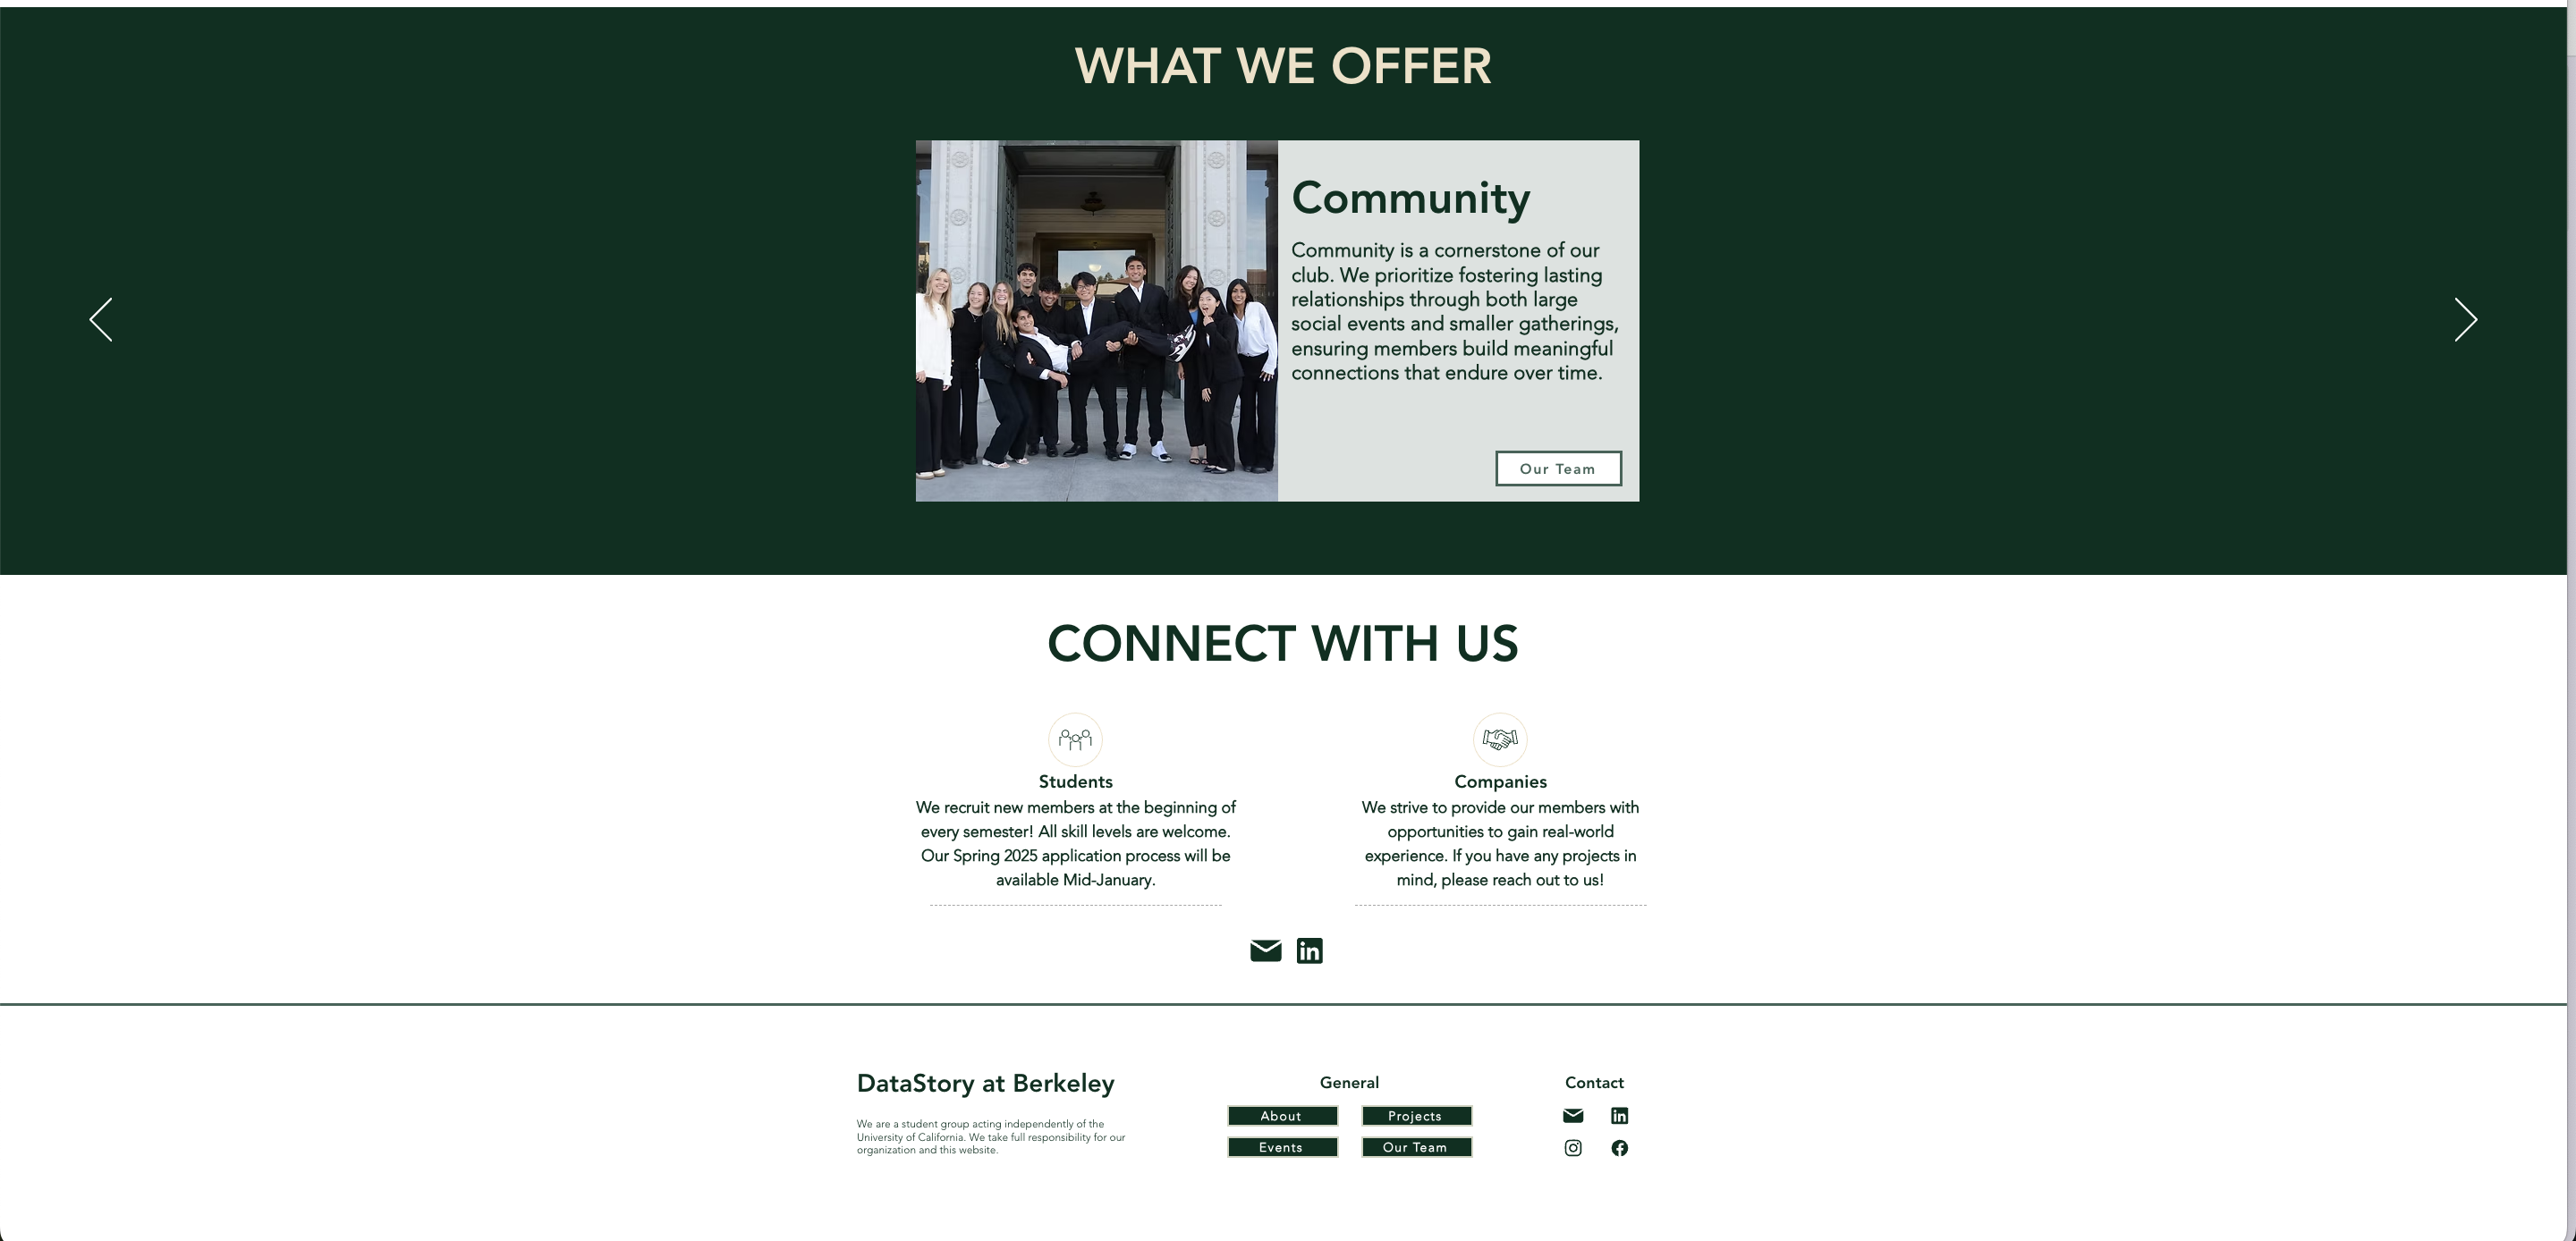 WHAT WE OFFER
Community
Community is a cornerstone of our
club. We prioritize fostering lasting
relationships through both large
social events and smaller gatherings,
ensuring members build meaningful
connections that endure over time.
Our Team
CONNECT WITH US
Students
We recruit new members at the beginning of
every semester! All skill levels are welcome.
Our Spring 2025 application process will be
available Mid-January.
Companies
We strive to provide our members with
opportunities to gain real-world
experience. If you have any projects in
mind, please reach out to us!
in
DataStory at Berkeley
We are a student group acting independently of the
University of California. We take full responsibility for our
organization and this website.
General
About
Projects
Events
Our Team
Contact
in